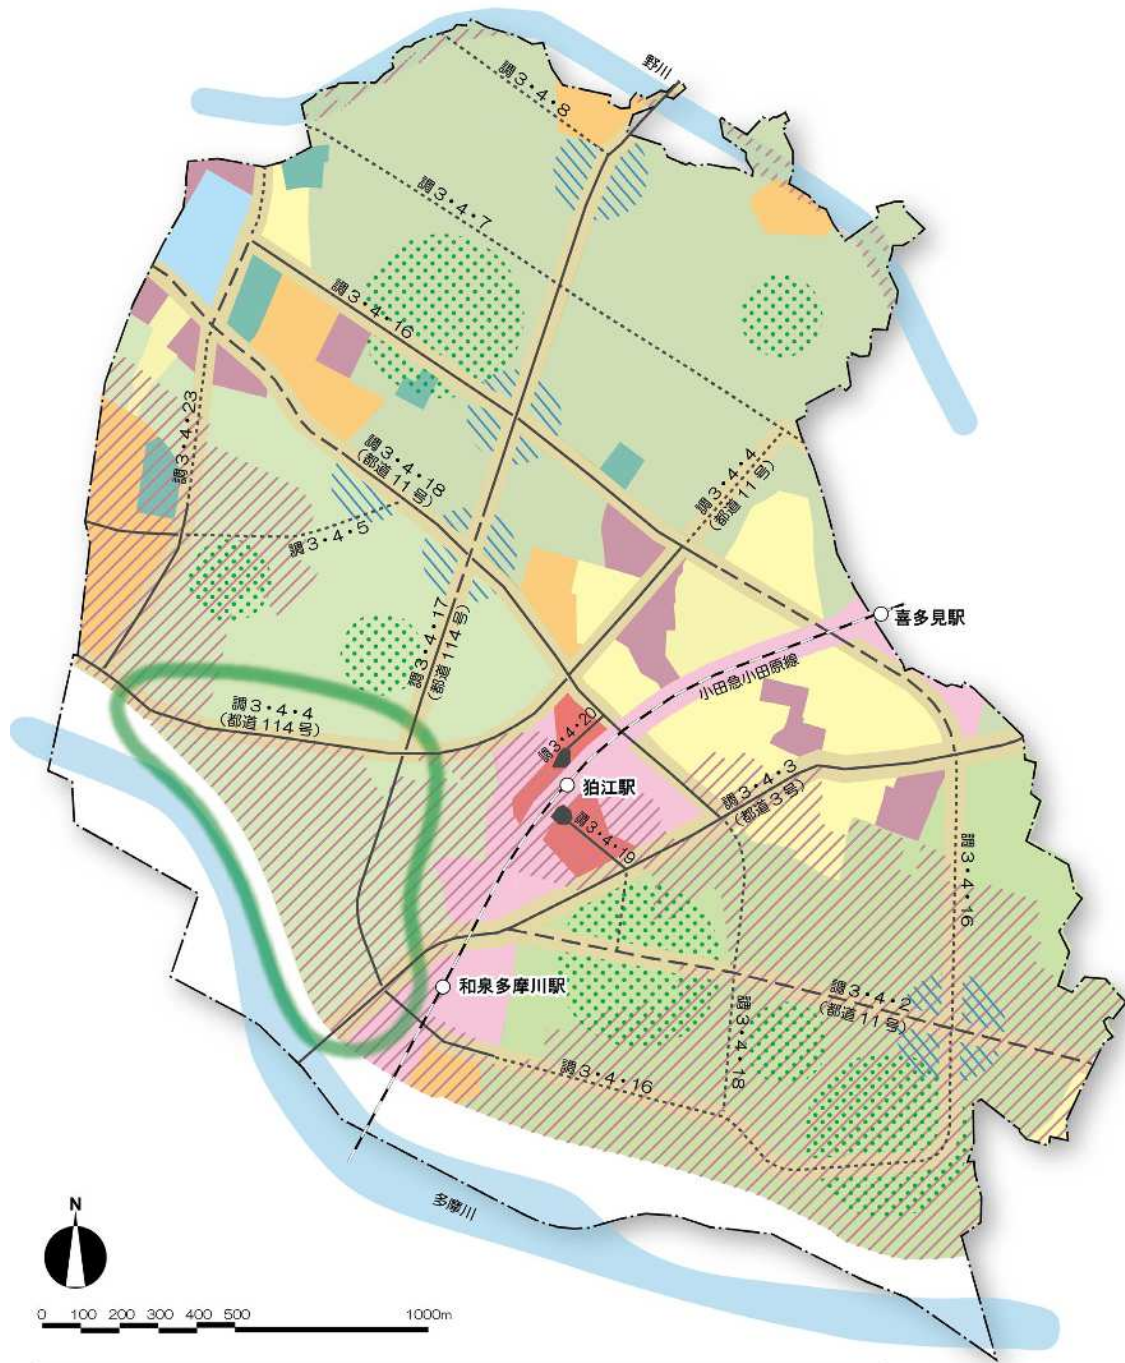 野川
調3・4・8
調3・4・7
調3・4・16
調3・4・23
調3・4・18
(都道11号)
調3・4・4
(都道11号)
調3・4・5
調3・4・17
(都道114号)
喜多見駅
小田急小田原線
調3・4・4
(都道114号)
調3・4・20
狛江駅
調3・4・3
(都道3号)
調3・4・19
調3・4・16
和泉多摩川駅
調3・4・2
(都道11号)
調3・4・18
調3・4・16
多摩川
N
0 100 200 300 400 500 1000m